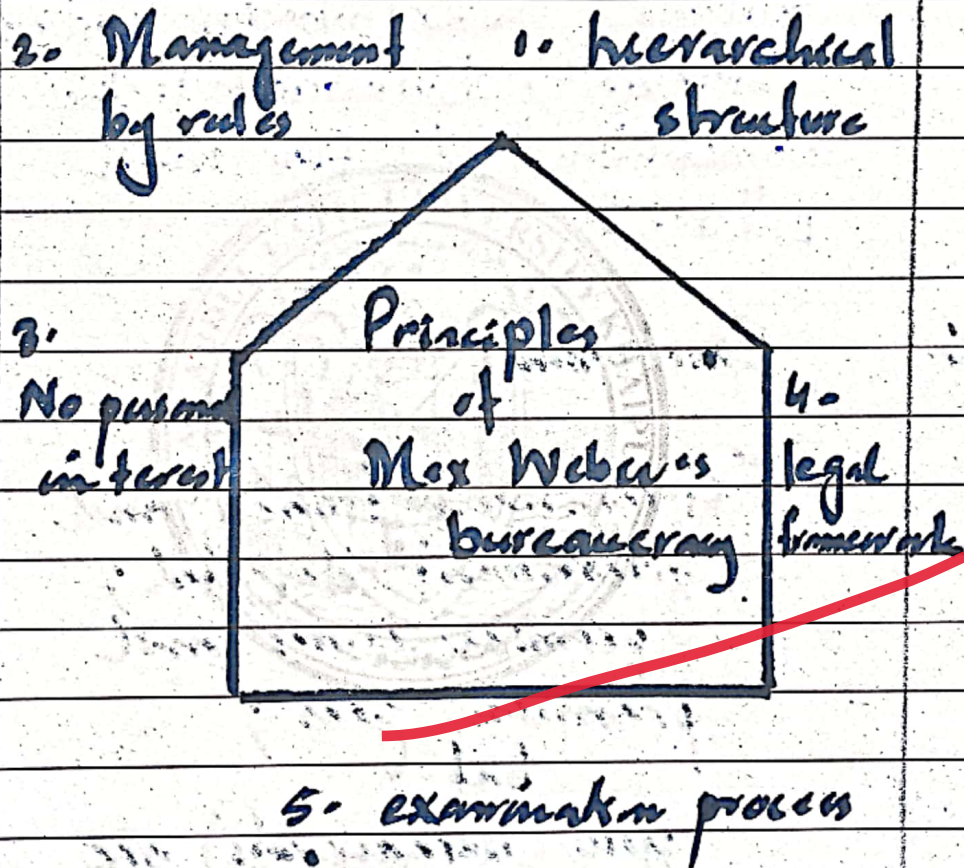 2. Management
by rules
1. hierarchical
structure
3.
No personal
interest
Principles
of
Max Weber's
bureaucracy
4.
legal
framework
5. examination process